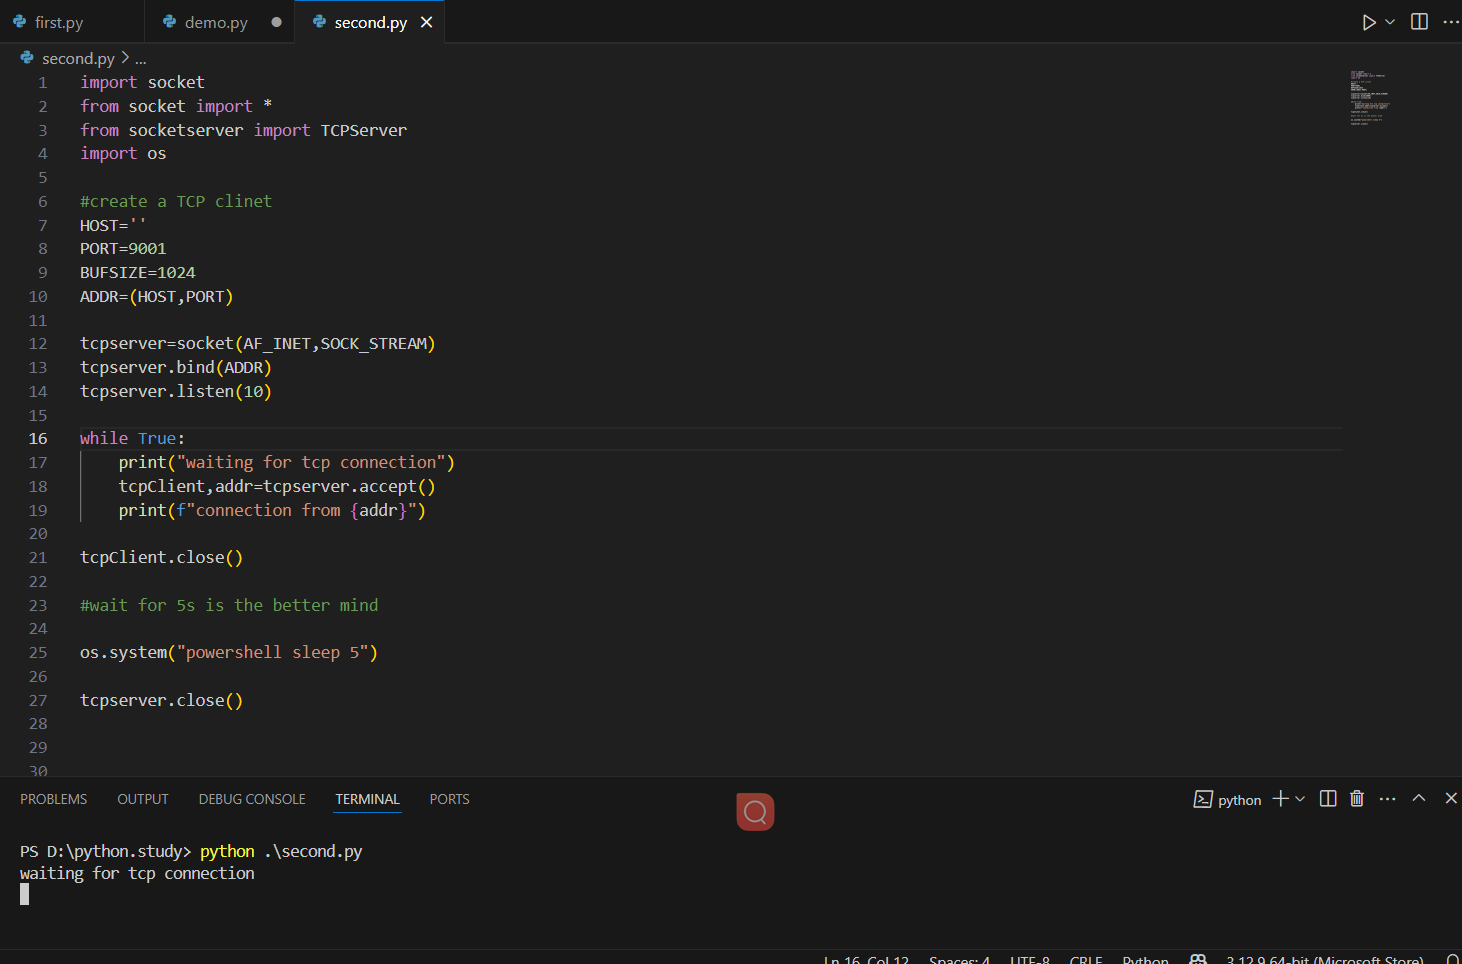 first.py demo.py second.py
second.py > ...
1 import socket
2 from socket import *
3 from socketserver import TCPServer
4 import os
5
6 #create a TCP clinet
7 HOST=''
8 PORT=9001
9 BUFSIZE=1024
10 ADDR=(HOST,PORT)
11
12 tcpserver=socket(AF_INET,SOCK_STREAM)
13 tcpserver.bind(ADDR)
14 tcpserver.listen(10)
15
16 while True:
17     print("waiting for tcp connection")
18     tcpClient,addr=tcpserver.accept()
19     print(f"connection from {addr}")
20
21 tcpClient.close()
22
23 #wait for 5s is the better mind
24
25 os.system("powershell sleep 5")
26
27 tcpserver.close()
28
29
30
PROBLEMS OUTPUT DEBUG CONSOLE TERMINAL PORTS python
PS D:\python.study> python .\second.py
waiting for tcp connection
Ln 16, Col 12 Spaces: 4 UTF-8 CRLF Python 3.12.9 64-bit (Microsoft Store)